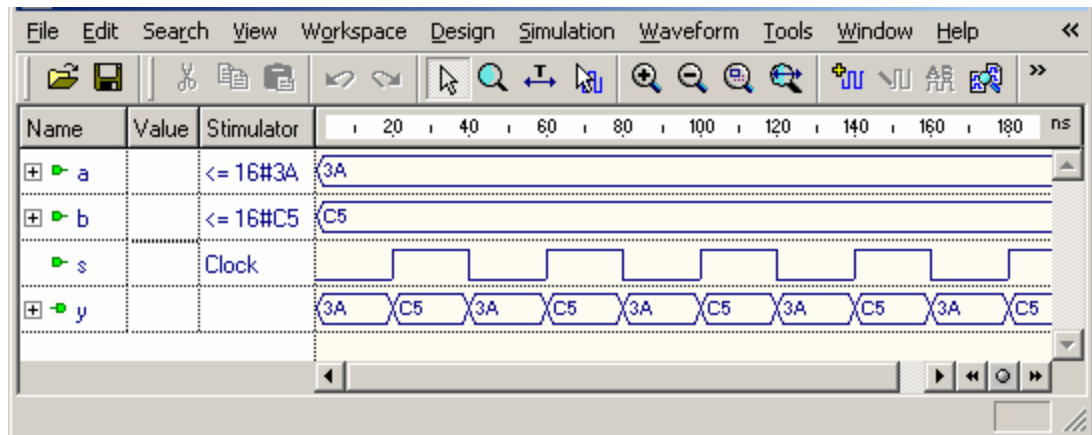 File Edit Search View Workspace Design Simulation Waveform Tools Window Help «
T AR »
Name Value Stimulator 20 40 60 80 100 120 140 160 180 ns
a <= 16#3A 3A
b <= 16#C5 C5
s Clock
y 3A C5 3A C5 3A C5 3A C5 3A C5